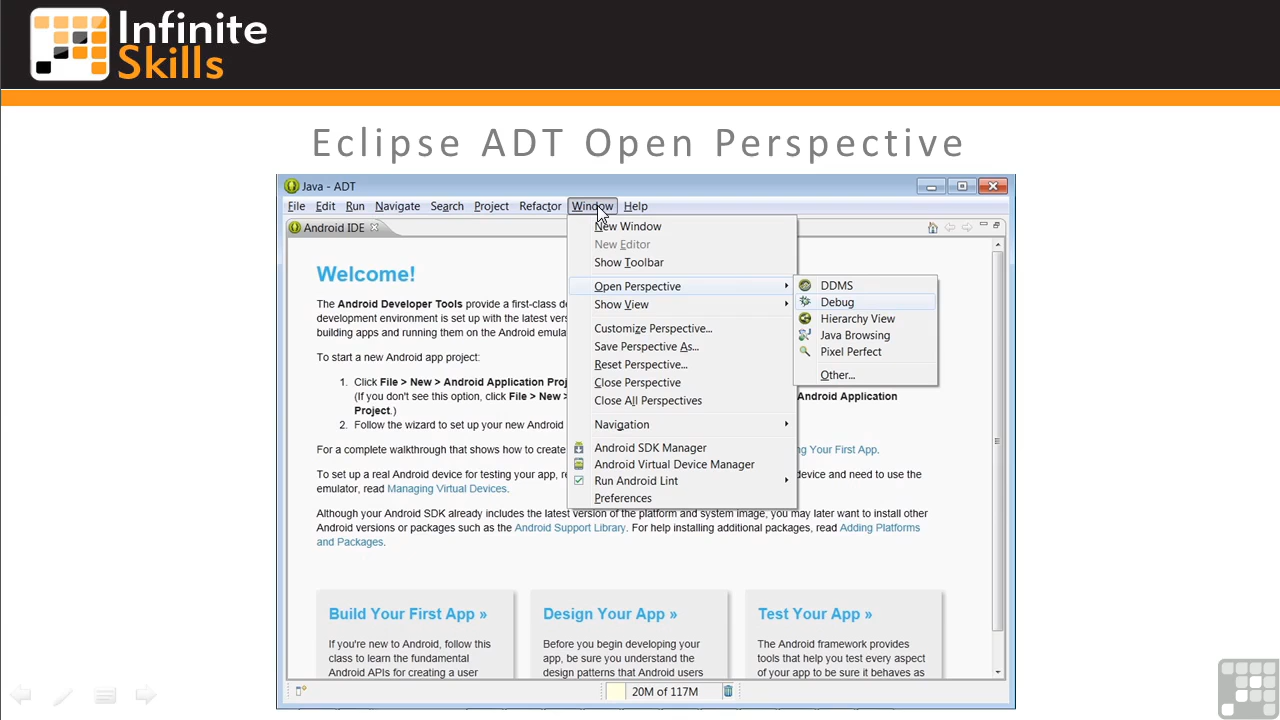 Infinite
Skills
Eclipse ADT Open Perspective
Java - ADT
File Edit Run Navigate Search Project Refactor Window Help
Android IDE
New Window
New Editor
Show Toolbar
Open Perspective
Show View
Customize Perspective...
Save Perspective As...
Reset Perspective...
Close Perspective
Close All Perspectives
Navigation
Android SDK Manager
Android Virtual Device Manager
Run Android Lint
Preferences
DDMS
Debug
Hierarchy View
Java Browsing
Pixel Perfect
Other...
Welcome!
The Android Developer Tools provide a first-class d
development environment is set up with the latest vers
building apps and running them on the Android emula
To start a new Android app project:
1. Click File > New > Android Application Proj
(If you don't see this option, click File > New > Android Application
Project.)
2. Follow the wizard to set up your new Android
For a complete walkthrough that shows how to create ng Your First App.
To set up a real Android device for testing your app, re device and need to use the
emulator, read Managing Virtual Devices.
Although your Android SDK already includes the latest version of the platform and system image, you may later want to install other
Android versions or packages such as the Android Support Library. For help installing additional packages, read Adding Platforms
and Packages.
Build Your First App »
If you're new to Android, follow this
class to learn the fundamental
Android APIs for creating a user
Design Your App »
Before you begin developing your
app, be sure you understand the
design patterns that Android users
Test Your App »
The Android framework provides
tools that help you test every aspect
of your app to be sure it behaves as
20M of 117M